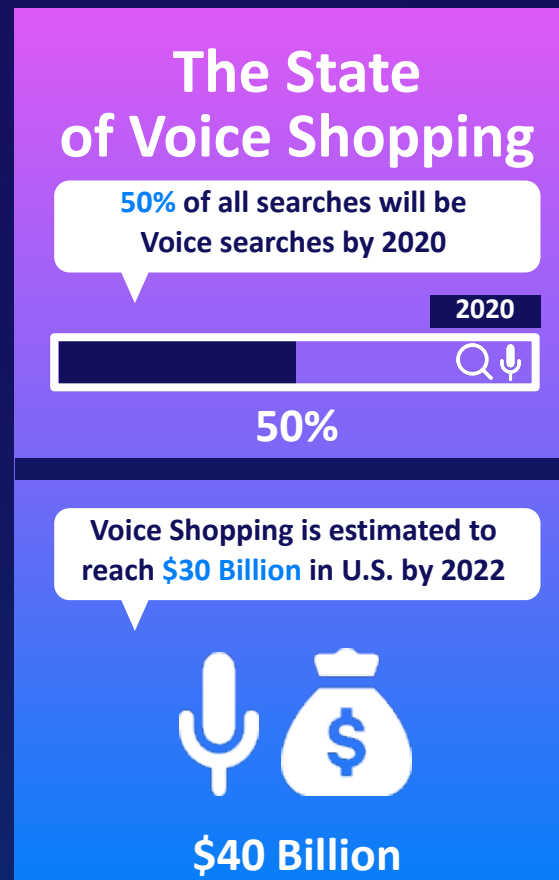 The State
of Voice Shopping
50% of all searches will be
Voice searches by 2020
2020
50%
Voice Shopping is estimated to
reach $30 Billion in U.S. by 2022
$
$40 Billion